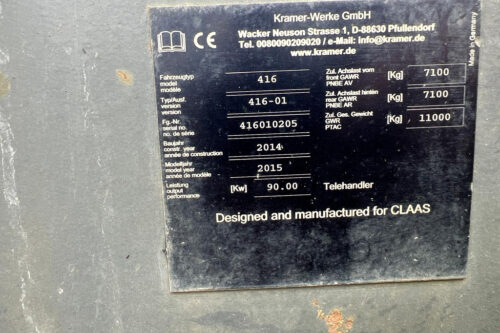 Kramer-Werke GmbH
Wacker Neuson Strasse 1, D-88630 Pfullendorf
Tel. 0080090209020 / e-Mail: info@kramer.de
www.kramer.de
CE
Made in Germany
Fahrzeugtyp
model
modèle
416
Zul. Achslast vorn
front GAWR
PNBE AV
[Kg]
7100
Typ/Ausf.
version
version
416-01
Zul. Achslast hinten
rear GAWR
PNBE AR
[Kg]
7100
Fg.-Nr.
serial no.
no. de série
416010205
Zul. Ges. Gewicht
GWR
PTAC
[Kg]
11000
Baujahr
constr. year
année de construction
2014
Modelljahr
model year
année de modèle
2015
Leistung
output
performance
[Kw]
90.00
Telehandler
Designed and manufactured for CLAAS